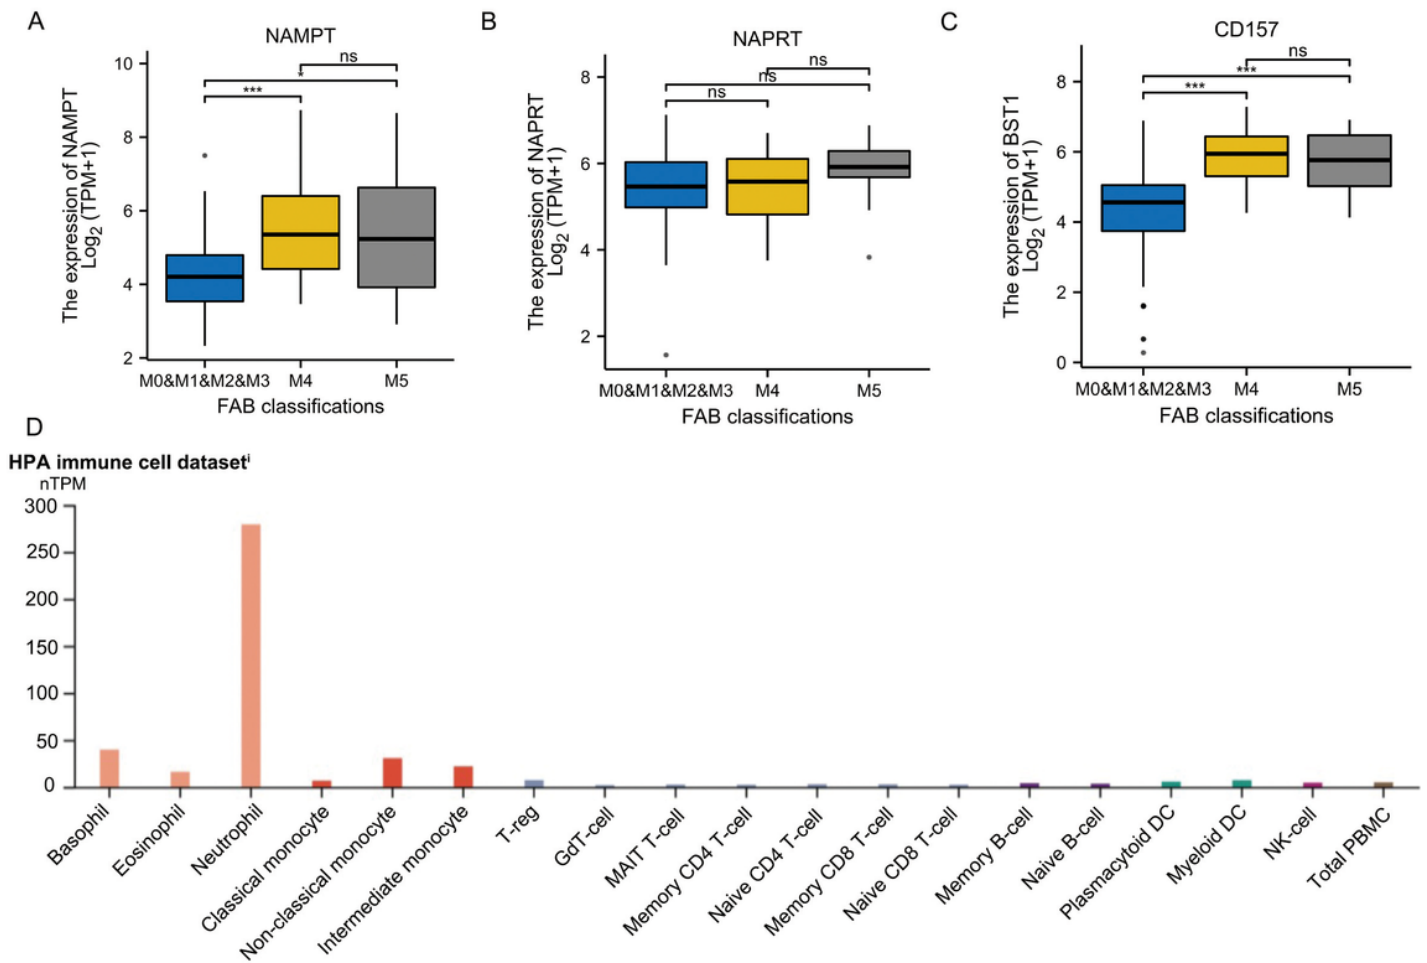 A
NAMPT
The expression of NAMPT
Log2 (TPM+1)
10
8
6
4
2
***
*
ns
M0&M1&M2&M3 M4 M5
FAB classifications
B
NAPRT
The expression of NAPRT
Log2 (TPM+1)
8
6
4
2
ns
ns
ns
M0&M1&M2&M3 M4 M5
FAB classifications
C
CD157
The expression of BST1
Log2 (TPM+1)
8
6
4
2
0
***
***
ns
M0&M1&M2&M3 M4 M5
FAB classifications
D
HPA immune cell dataseti
nTPM
300
250
200
150
100
50
0
Basophil
Eosinophil
Neutrophil
Classical monocyte
Non-classical monocyte
Intermediate monocyte
T-reg
GdT-cell
MAIT T-cell
Memory CD4 T-cell
Naive CD4 T-cell
Memory CD8 T-cell
Naive CD8 T-cell
Memory B-cell
Naive B-cell
Plasmacytoid DC
Myeloid DC
NK-cell
Total PBMC